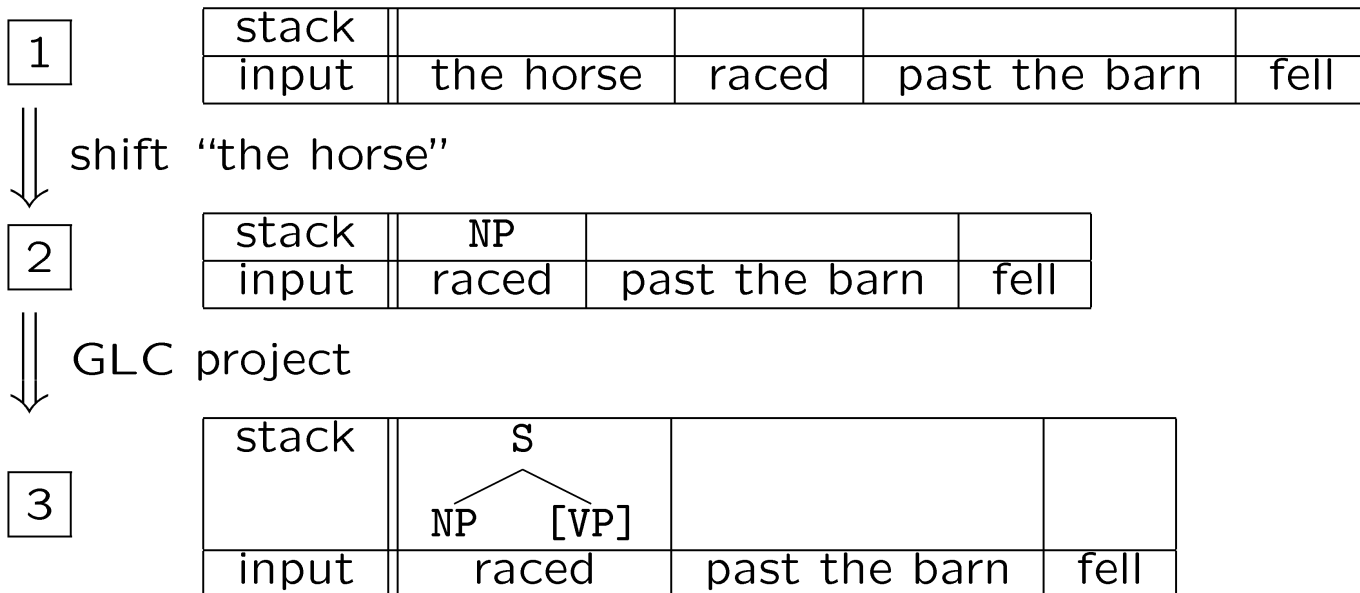 1
stack
input the horse raced past the barn fell
shift “the horse”
2
stack NP
input raced past the barn fell
GLC project
3
stack S
NP [VP]
input raced past the barn fell